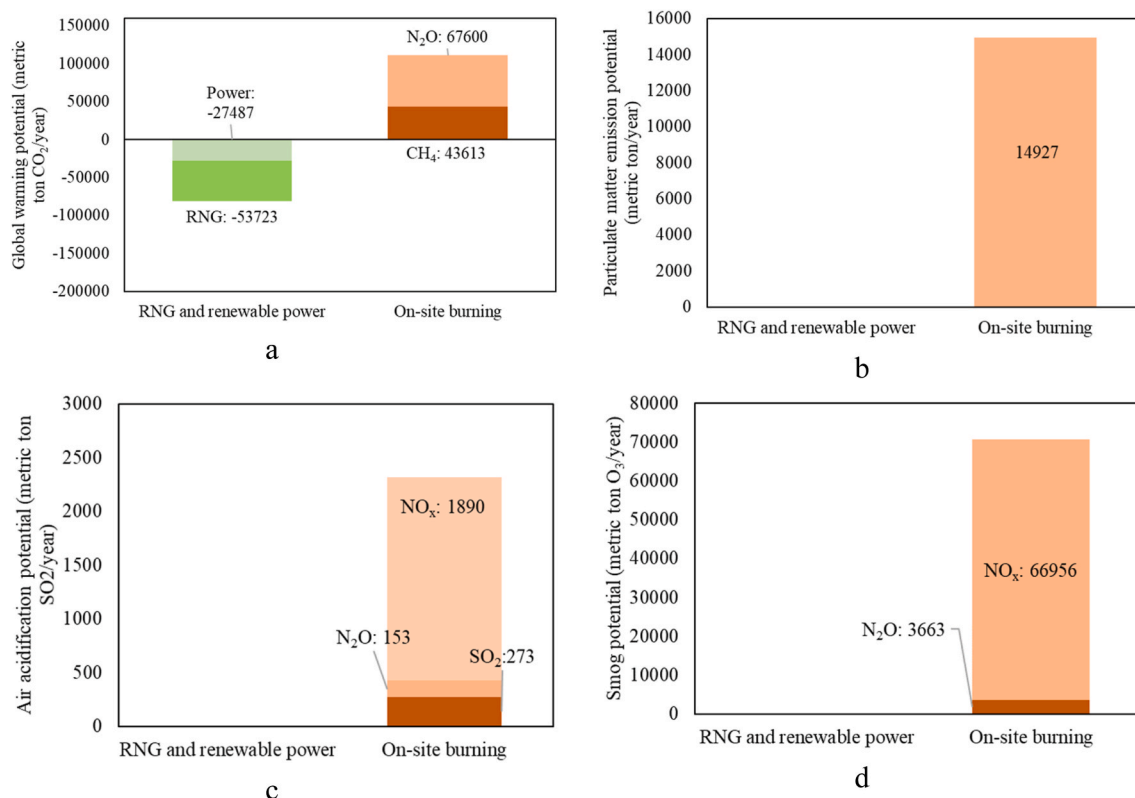 Global warming potential (metric
ton CO₂/year)
150000
100000
50000
0
-50000
-100000
-150000
-200000
Power:
-27487
RNG: -53723
N₂O: 67600
CH₄: 43613
RNG and renewable power
On-site burning
a
Particulate matter emission potential
(metric ton/year)
16000
14000
12000
10000
8000
6000
4000
2000
0
14927
RNG and renewable power
On-site burning
b
Air acidification potential (metric ton
SO2/year)
3000
2500
2000
1500
1000
500
0
NOₓ: 1890
N₂O: 153
SO₂:273
RNG and renewable power
On-site burning
c
Smog potential (metric ton O₃/year)
80000
70000
60000
50000
40000
30000
20000
10000
0
NOₓ: 66956
N₂O: 3663
RNG and renewable power
On-site burning
d